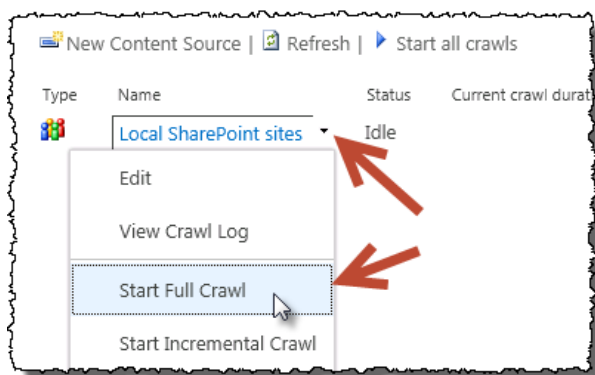 New Content Source | Refresh | Start all crawls
Type Name Status Current crawl durat
Local SharePoint sites Idle
Edit
View Crawl Log
Start Full Crawl
Start Incremental Crawl